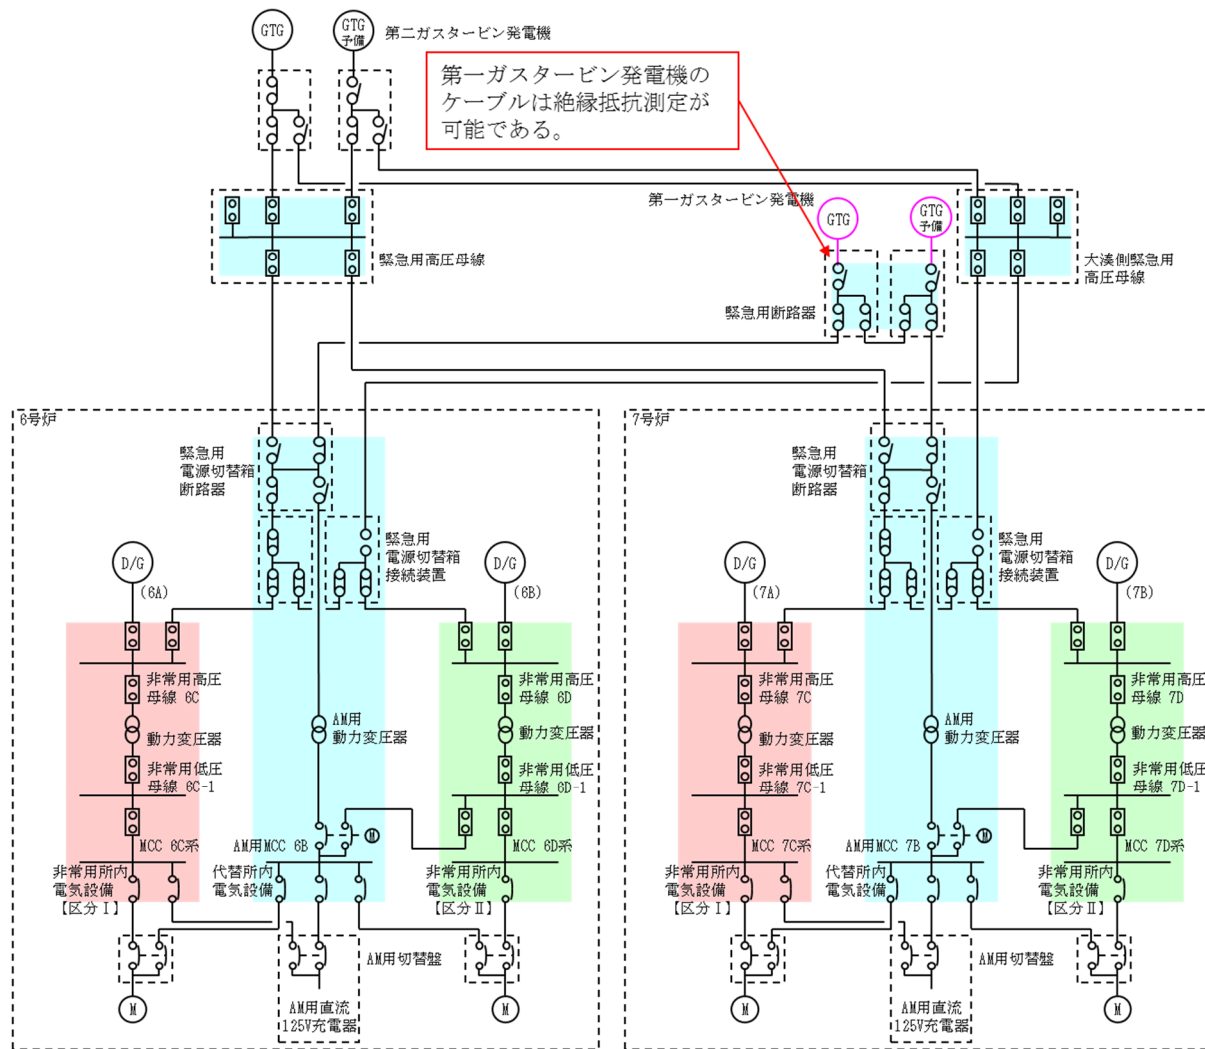 GTG
GTG
予備
第二ガスタービン発電機
第一ガスタービン発電機の
ケーブルは絶縁抵抗測定が
可能である。
第一ガスタービン発電機
GTG
GTG
予備
緊急用高圧母線
大湊側緊急用
高圧母線
緊急用断路器
6号炉
緊急用
電源切替箱
断路器
緊急用
電源切替箱
接続装置
D/G
(6A)
D/G
(6B)
非常用高圧
母線 6C
動力変圧器
非常用低圧
母線 6C-1
MCC 6C系
非常用所内
電気設備
【区分Ⅰ】
AM用
動力変圧器
M
AM用MCC 6B
代替所内
電気設備
非常用高圧
母線 6D
動力変圧器
非常用低圧
母線 6D-1
MCC 6D系
非常用所内
電気設備
【区分Ⅱ】
AM用切替盤
M
AM用直流
125V充電器
M
7号炉
緊急用
電源切替箱
断路器
緊急用
電源切替箱
接続装置
D/G
(7A)
D/G
(7B)
非常用高圧
母線 7C
動力変圧器
非常用低圧
母線 7C-1
MCC 7C系
非常用所内
電気設備
【区分Ⅰ】
AM用
動力変圧器
M
AM用MCC 7B
代替所内
電気設備
非常用高圧
母線 7D
動力変圧器
非常用低圧
母線 7D-1
MCC 7D系
非常用所内
電気設備
【区分Ⅱ】
AM用切替盤
M
AM用直流
125V充電器
M